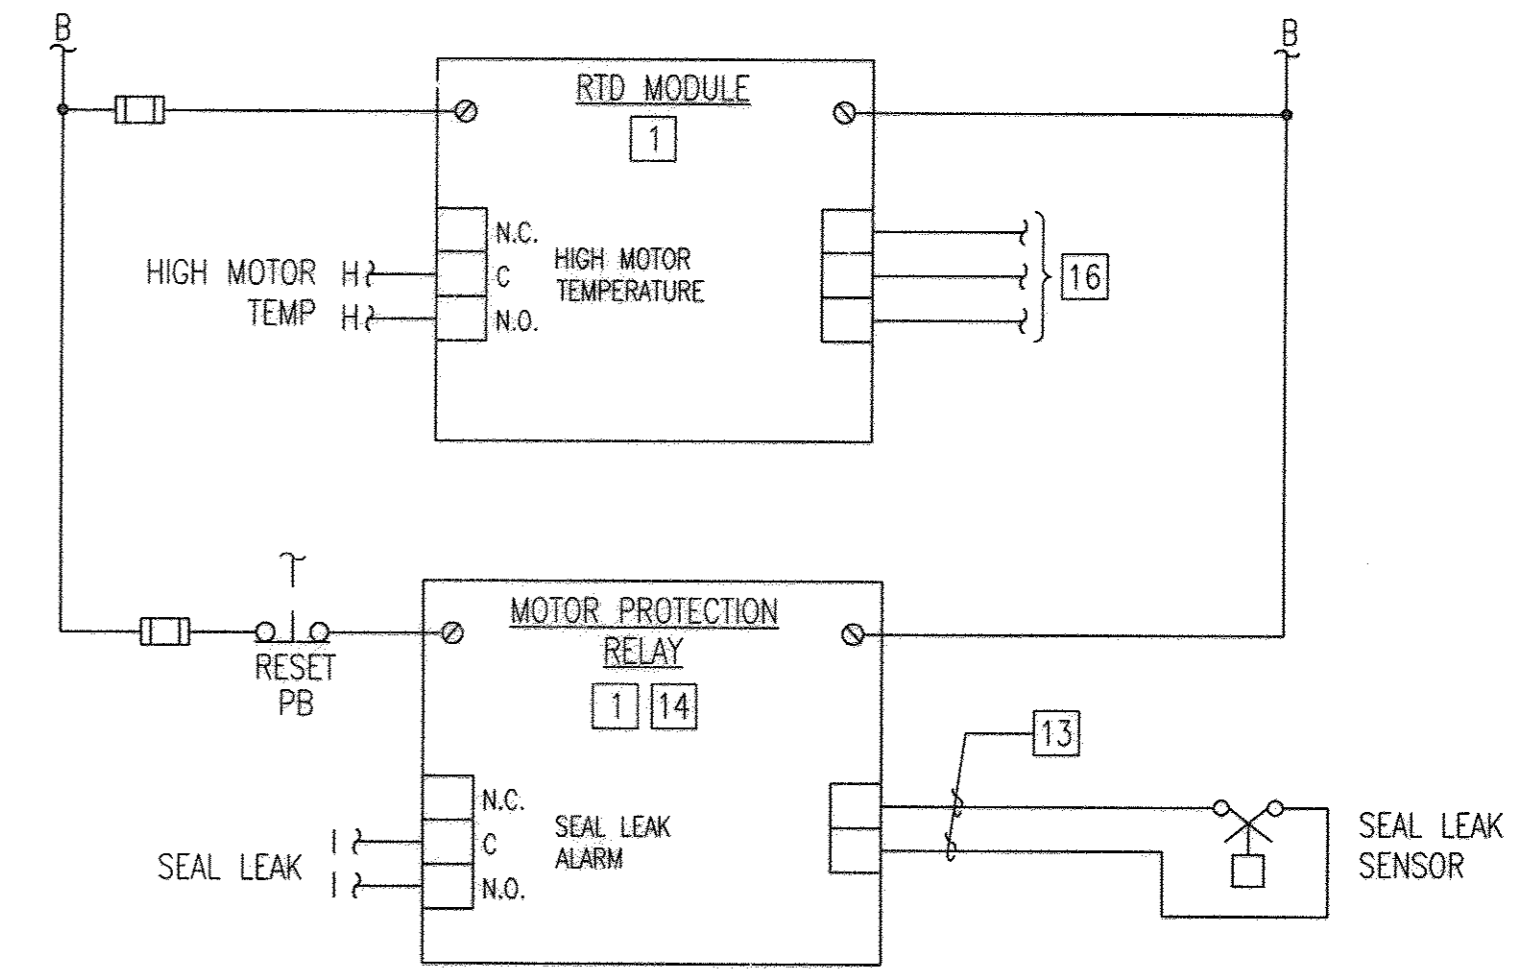 B
B
RTD MODULE
1
N.C.
HIGH MOTOR H
C
HIGH MOTOR
TEMPERATURE
16
TEMP H
N.O.
MOTOR PROTECTION
RELAY
RESET
PB
1 14
13
N.C.
SEAL LEAK
ALARM
I
C
SEAL LEAK
I
N.O.
SEAL LEAK
SENSOR